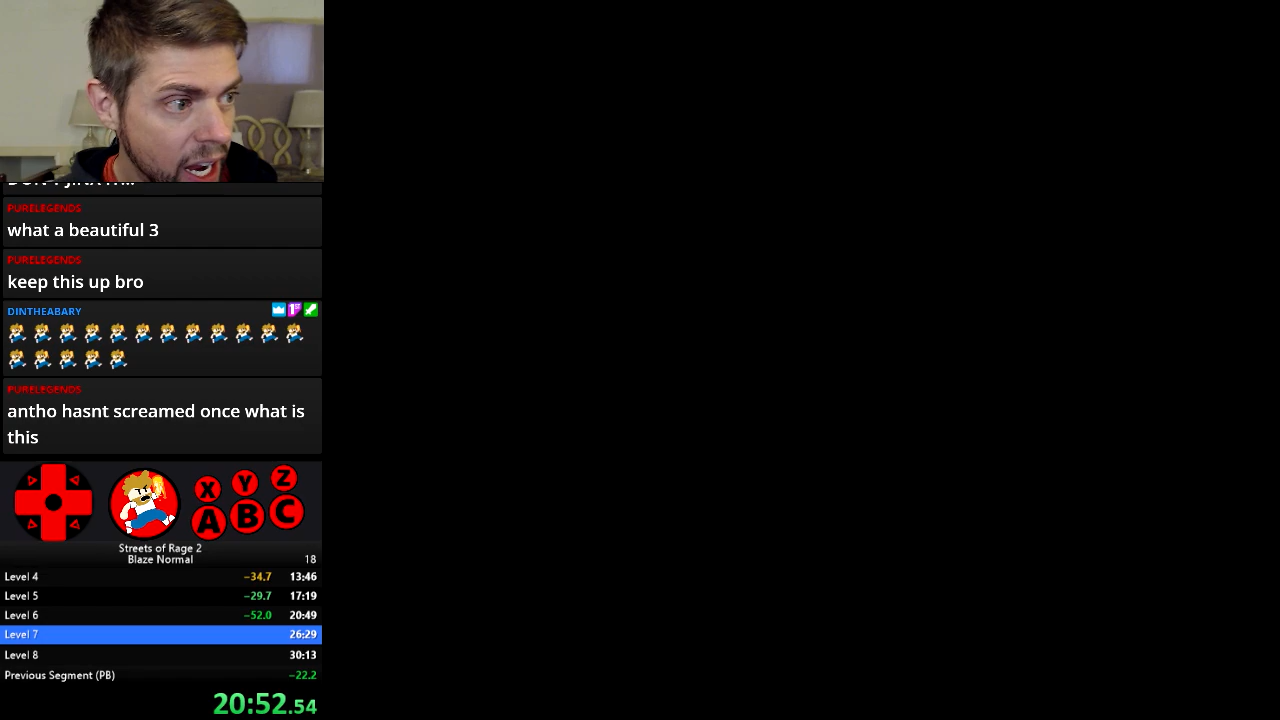 PURELEGENDS
what a beautiful 3
PURELEGENDS
keep this up bro
DINTHEABARY
1ST
PURELEGENDS
antho hasnt screamed once what is
this
X Y Z
A B C
Streets of Rage 2
Blaze Normal 18
Level 4 -34.7 13:46
Level 5 -29.7 17:19
Level 6 -52.0 20:49
Level 7 26:29
Level 8 30:13
Previous Segment (PB) -22.2
20:52.54